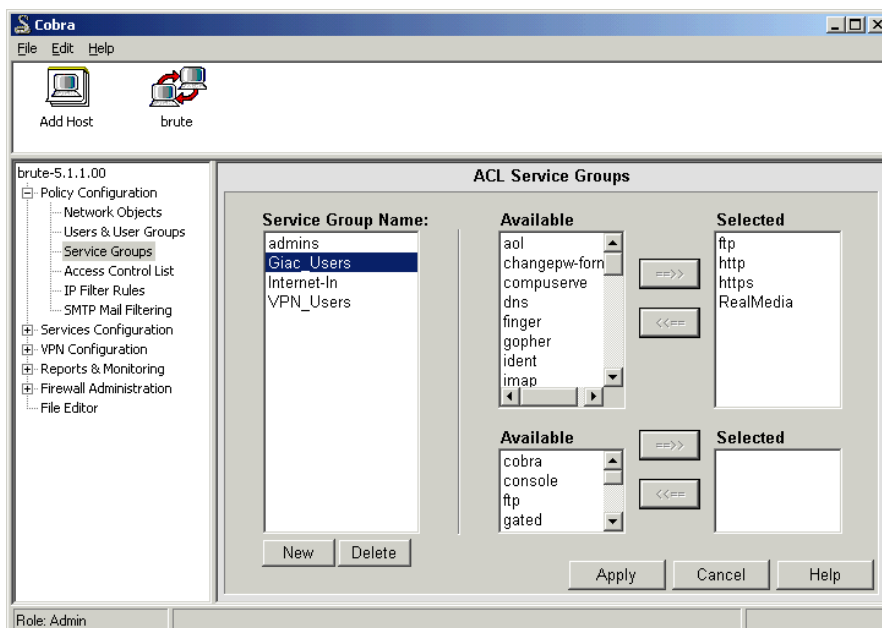 Cobra
File Edit Help
Add Host
brute
brute-5.1.1.00
Policy Configuration
Network Objects
Users & User Groups
Service Groups
Access Control List
IP Filter Rules
SMTP Mail Filtering
Services Configuration
VPN Configuration
Reports & Monitoring
Firewall Administration
File Editor
ACL Service Groups
Service Group Name:
admins
Giac_Users
Internet-In
VPN_Users
New Delete
Available
aol
changepw-forn
compuserve
dns
finger
gopher
ident
imap
==>>
<<==
Selected
ftp
http
https
RealMedia
Available
cobra
console
ftp
gated
==>>
<<==
Selected
Apply Cancel Help
Role: Admin